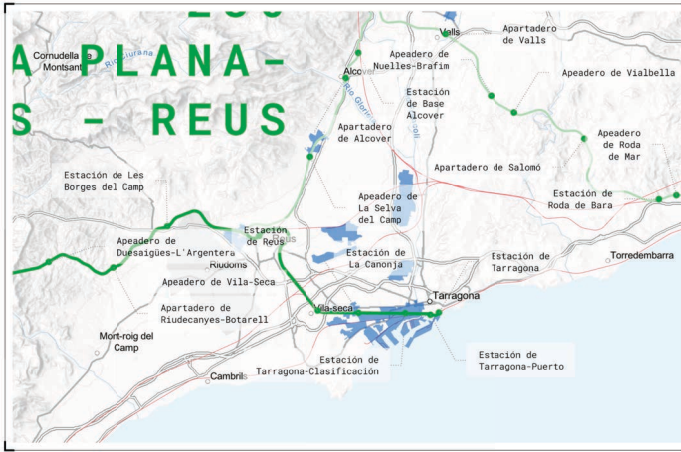 A PLANA-
S - REUS
Cornudella de
Montsant
Riu Siurana
Alcover
Valls
Apartadero
de Valls
Apeadero de
Nuelles-Brafim
Apeadero de Vialbella
Estación
de Base
Alcover
Apartadero
de Alcover
Apeadero
de Roda
de Mar
Apartadero de Salomó
Estación de Les
Borges del Camp
Apeadero de
La Selva
del Camp
Estación de
Roda de Bara
Estación
de Reus
Reus
Apeadero de
Duesaigües-L'Argentera
Riudoms
Estación de
La Canonja
Estación de
Tarragona
Torredembarra
Apeadero de Vila-Seca
Tarragona
Apartadero de
Riudecanyes-Botarell
Vila-seca
Mort-roig del
Camp
Estación de
Tarragona-Clasificación
Estación de
Tarragona-Puerto
Cambrils